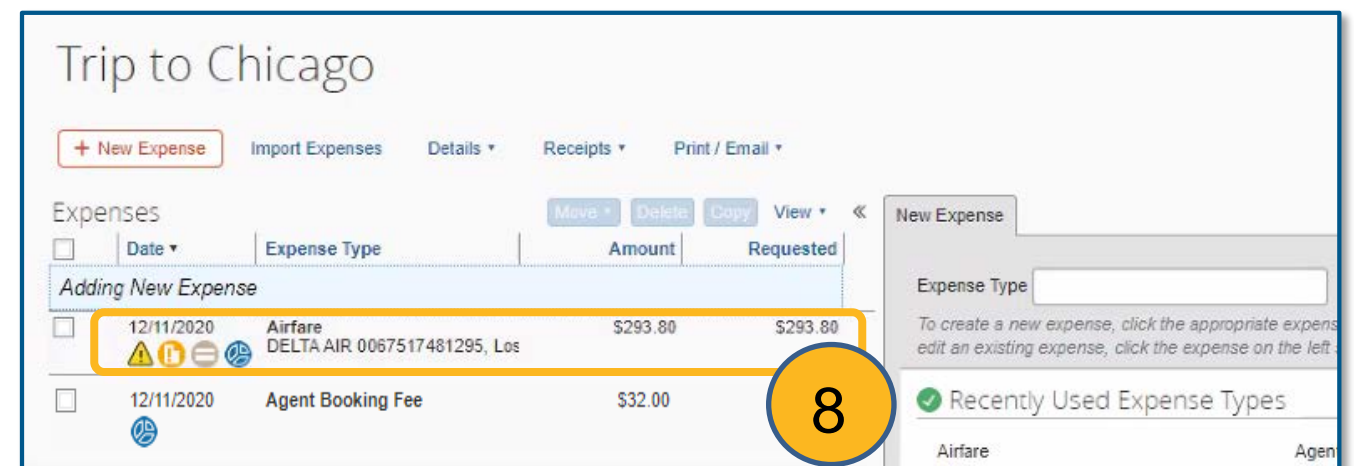 Trip to Chicago
+ New Expense Import Expenses Details Receipts Print / Email
Expenses Move Delete Copy View «
Date Expense Type Amount Requested
Adding New Expense
12/11/2020 Airfare $293.80 $293.80
DELTA AIR 0067517481295, Los
12/11/2020 Agent Booking Fee $32.00
8
New Expense
Expense Type
To create a new expense, click the appropriate expens
edit an existing expense, click the expense on the left
Recently Used Expense Types
Airfare Agen